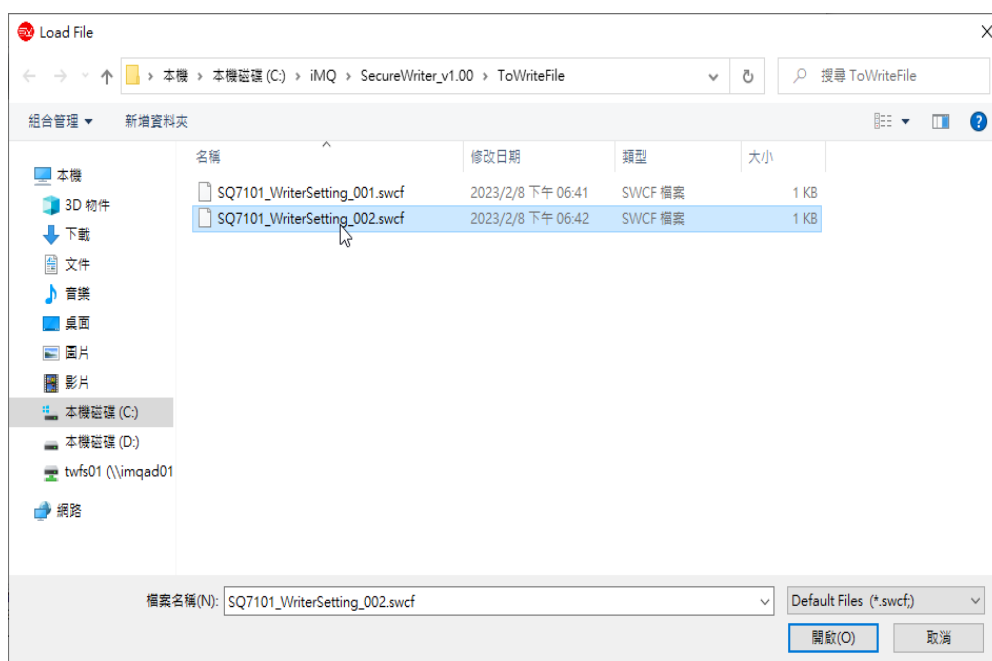 Load File
本機 › 本機磁碟 (C:) › iMQ › SecureWriter_v1.00 › ToWriteFile
搜尋 ToWriteFile
組合管理 新增資料夾
名稱 修改日期 類型 大小
SQ7101_WriterSetting_001.swcf 2023/2/8 下午 06:41 SWCF 檔案 1 KB
SQ7101_WriterSetting_002.swcf 2023/2/8 下午 06:42 SWCF 檔案 1 KB
本機
3D 物件
下載
文件
音樂
桌面
圖片
影片
本機磁碟 (C:)
本機磁碟 (D:)
twfs01 (\\imqad01
網路
檔案名稱(N): SQ7101_WriterSetting_002.swcf
Default Files (*.swcf;)
開啟(O) 取消